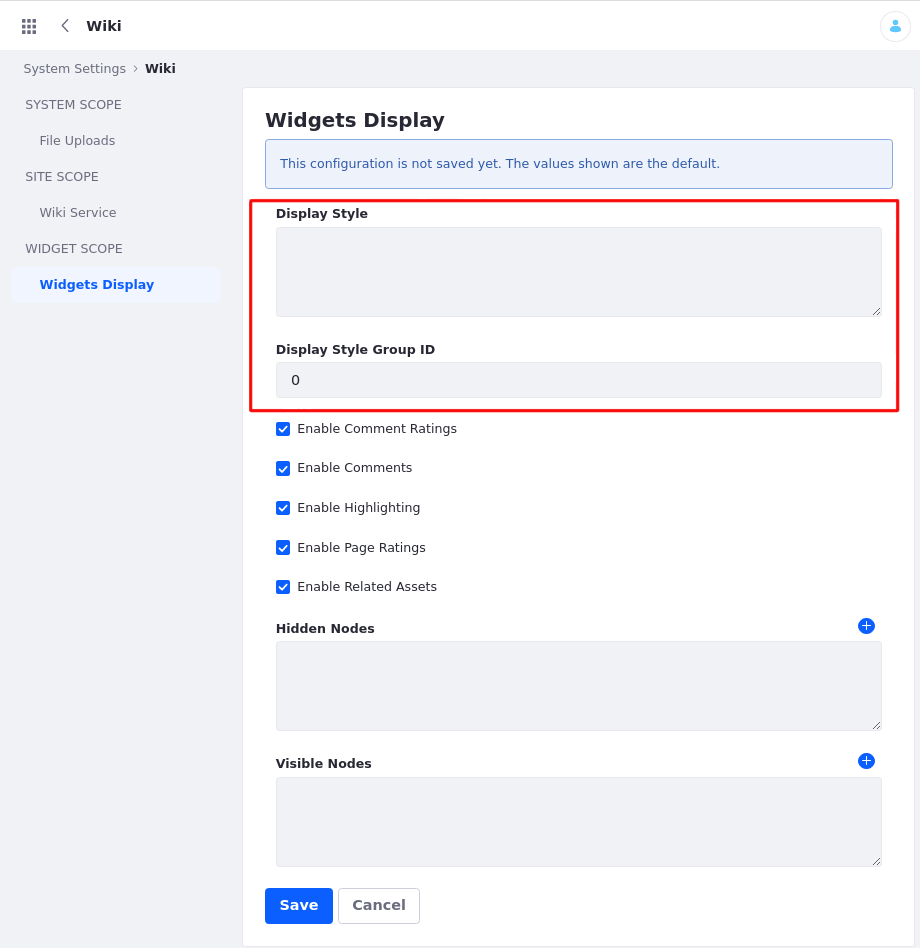 Wiki
System Settings › Wiki
SYSTEM SCOPE
File Uploads
SITE SCOPE
Wiki Service
WIDGET SCOPE
Widgets Display
Widgets Display
This configuration is not saved yet. The values shown are the default.
Display Style
Display Style Group ID
0
Enable Comment Ratings
Enable Comments
Enable Highlighting
Enable Page Ratings
Enable Related Assets
Hidden Nodes
Visible Nodes
Save Cancel